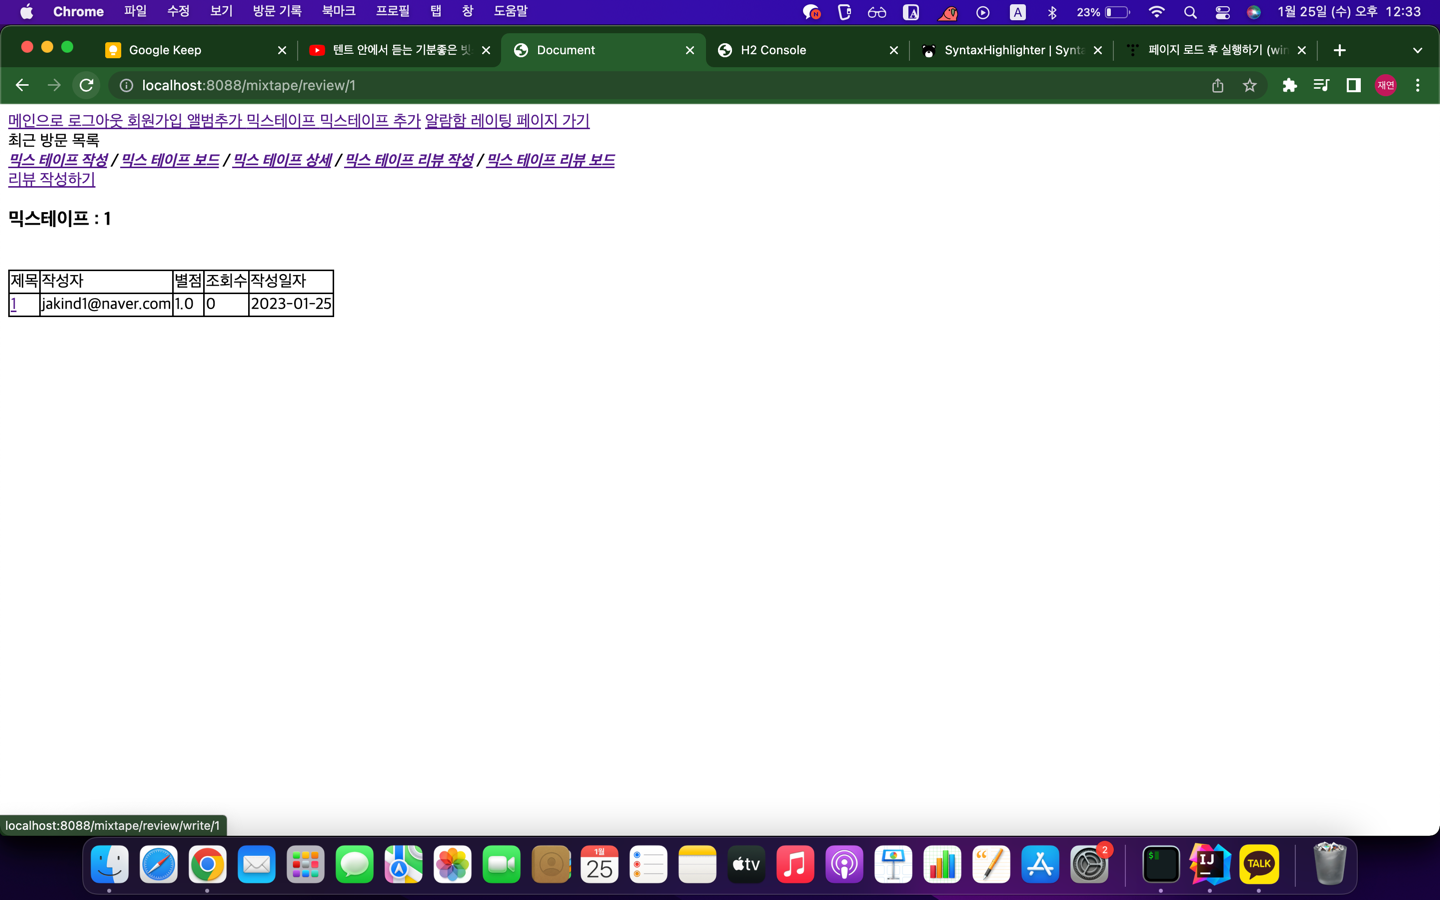 Chrome 파일 수정 보기 방문 기록 북마크 프로필 탭 창 도움말 N A A 23% 1월 25일 (수) 오후 12:33
Google Keep 텐트 안에서 듣는 기분좋은 Document H2 Console SyntaxHighlighter | Synta 페이지 로드 후 실행하기 (win
localhost:8088/mixtape/review/1 재연
메인으로 로그아웃 회원가입 앨범추가 믹스테이프 믹스테이프 추가 알람함 레이팅 페이지 가기
최근 방문 목록
믹스 테이프 작성 / 믹스 테이프 보드 / 믹스 테이프 상세 / 믹스 테이프 리뷰 작성 / 믹스 테이프 리뷰 보드
리뷰 작성하기
믹스테이프 : 1
제목 작성자 별점 조회수 작성일자
1 jakind1@naver.com 1.0 0 2023-01-25
localhost:8088/mixtape/review/write/1
1월 25 tv 2 $ IJ TALK